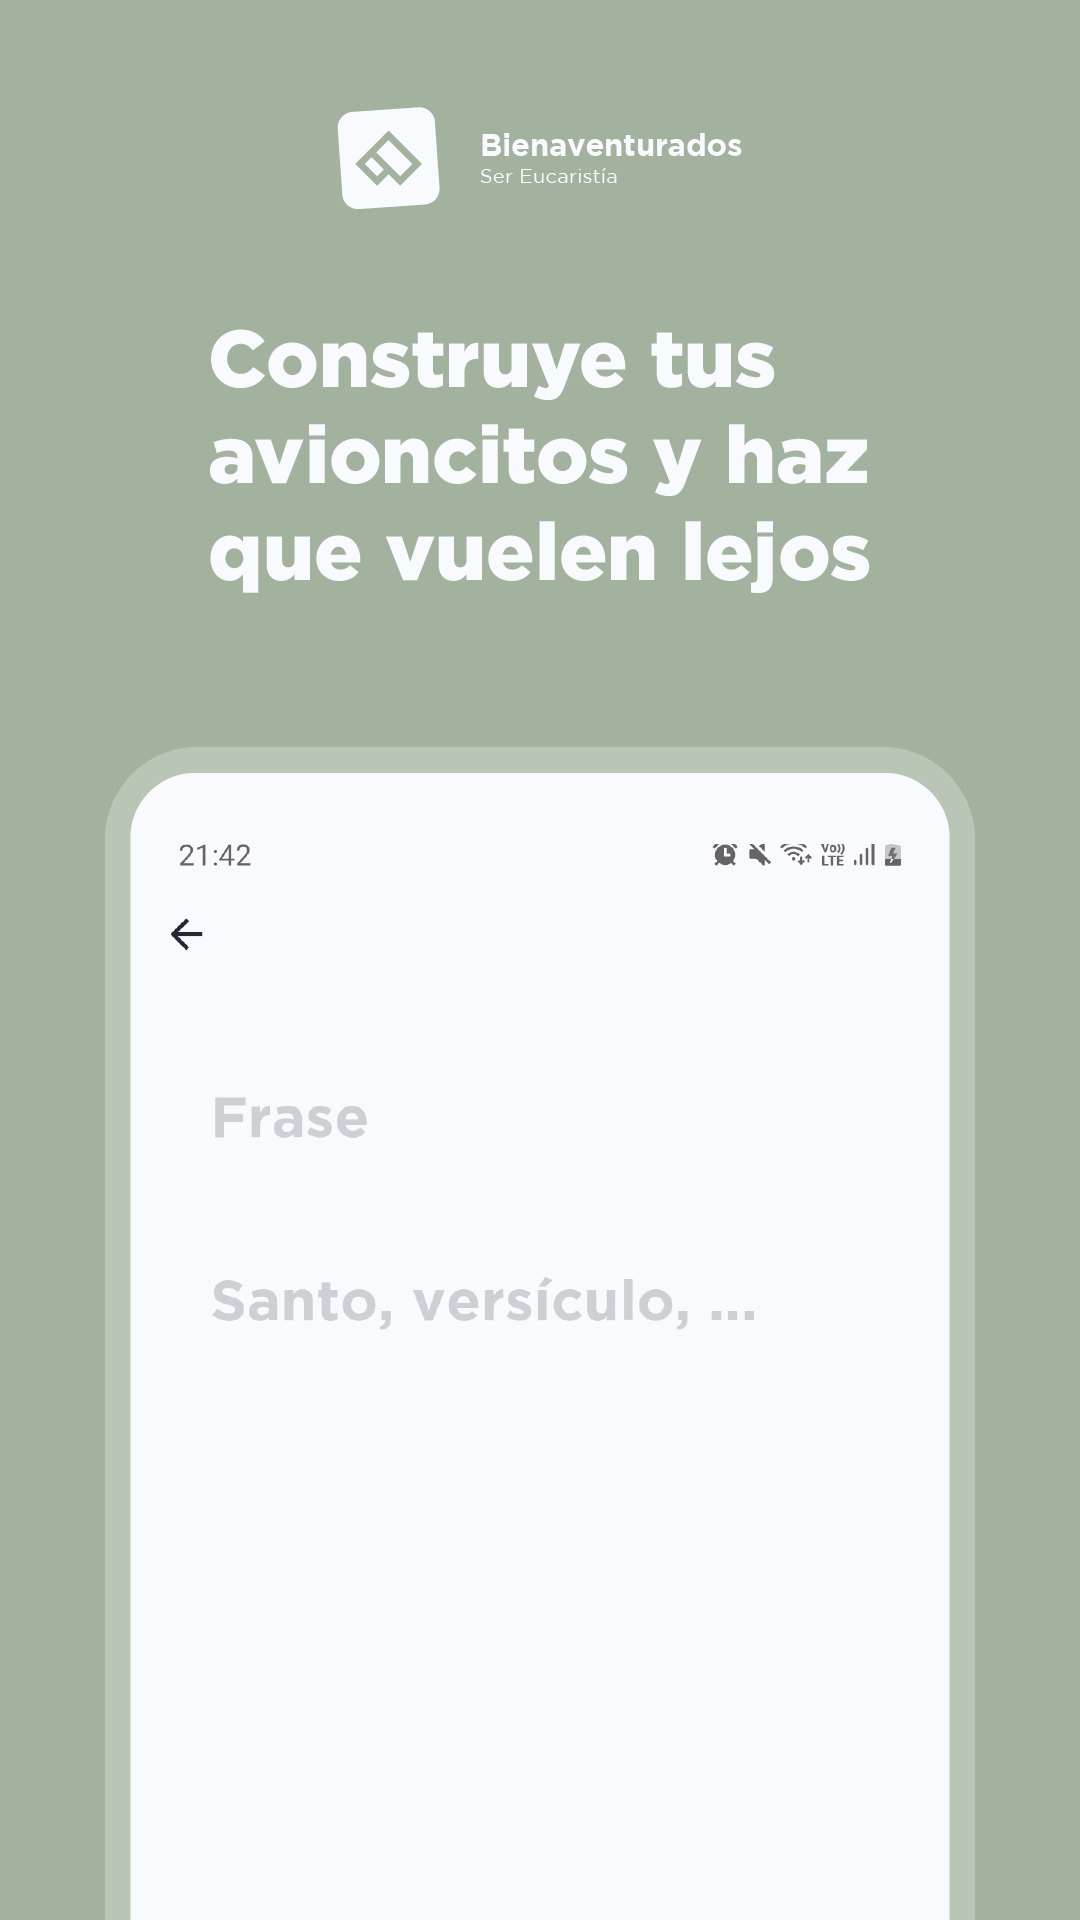 Bienaventurados
Ser Eucaristía
Construye tus
avioncitos y haz
que vuelen lejos
21:42
Vo))
LTE
Frase
Santo, versículo, ...